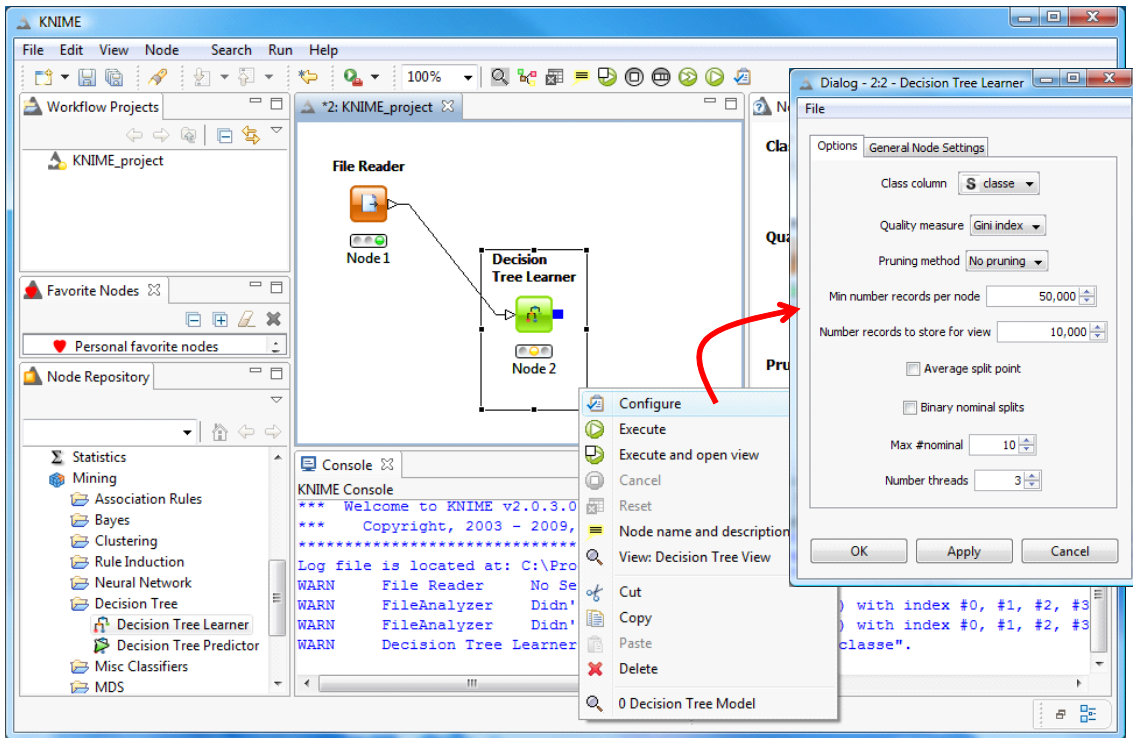 KNIME
File Edit View Node Search Run Help
100%
Workflow Projects
KNIME_project
Favorite Nodes
Personal favorite nodes
Node Repository
Statistics
Mining
Association Rules
Bayes
Clustering
Rule Induction
Neural Network
Decision Tree
Decision Tree Learner
Decision Tree Predictor
Misc Classifiers
MDS
*2: KNIME_project
File Reader
Node 1
Decision
Tree Learner
Node 2
Console
KNIME Console
*** Welcome to KNIME v2.0.3.0
*** Copyright, 2003 - 2009,
Log file is located at: C:\Pro
WARN File Reader No Se
WARN FileAnalyzer Didn' ) with index #0, #1, #2, #3
WARN FileAnalyzer Didn' ) with index #0, #1, #2, #3
WARN Decision Tree Learner classe".
Configure
Execute
Execute and open view
Cancel
Reset
Node name and description
View: Decision Tree View
Cut
Copy
Paste
Delete
0 Decision Tree Model
N
Cla
Qua
Pru
Dialog - 2:2 - Decision Tree Learner
File
Options General Node Settings
Class column S classe
Quality measure Gini index
Pruning method No pruning
Min number records per node 50,000
Number records to store for view 10,000
Average split point
Binary nominal splits
Max #nominal 10
Number threads 3
OK Apply Cancel